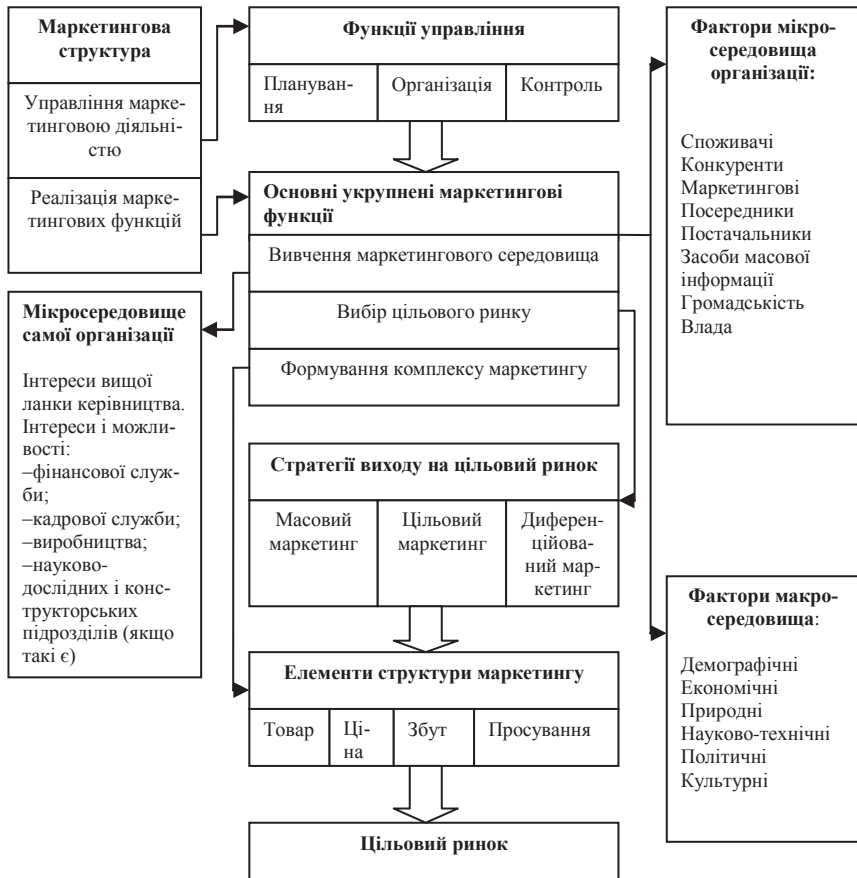 Маркетингова
структура
Управління марке-
тинговою діяльні-
стю
Реалізація марке-
тингових функцій
Функції управління
Плануван-
ня
Організація
Контроль
Основні укрупнені маркетингові
функції
Вивчення маркетингового середовища
Вибір цільового ринку
Формування комплексу маркетингу
Фактори мікро-
середовища
організації:
Споживачі
Конкуренти
Маркетингові
Посередники
Постачальники
Засоби масової
інформації
Громадськість
Влада
Мікросередовище
самої організації
Інтереси вищої
ланки керівництва.
Інтереси і можли-
вості:
–фінансової служ-
би;
–кадрової служби;
–виробництва;
–науково-
дослідних і конс-
трукторських
підрозділів (якщо
такі є)
Стратегії виходу на цільовий ринок
Масовий
маркетинг
Цільовий
маркетинг
Диферен-
ційова-
ний мар-
кетинг
Фактори макро-
середовища:
Демографічні
Економічні
Природні
Науково-технічні
Політичні
Культурні
Елементи структури маркетингу
Товар
Ці-
на
Збут
Просування
Цільовий ринок